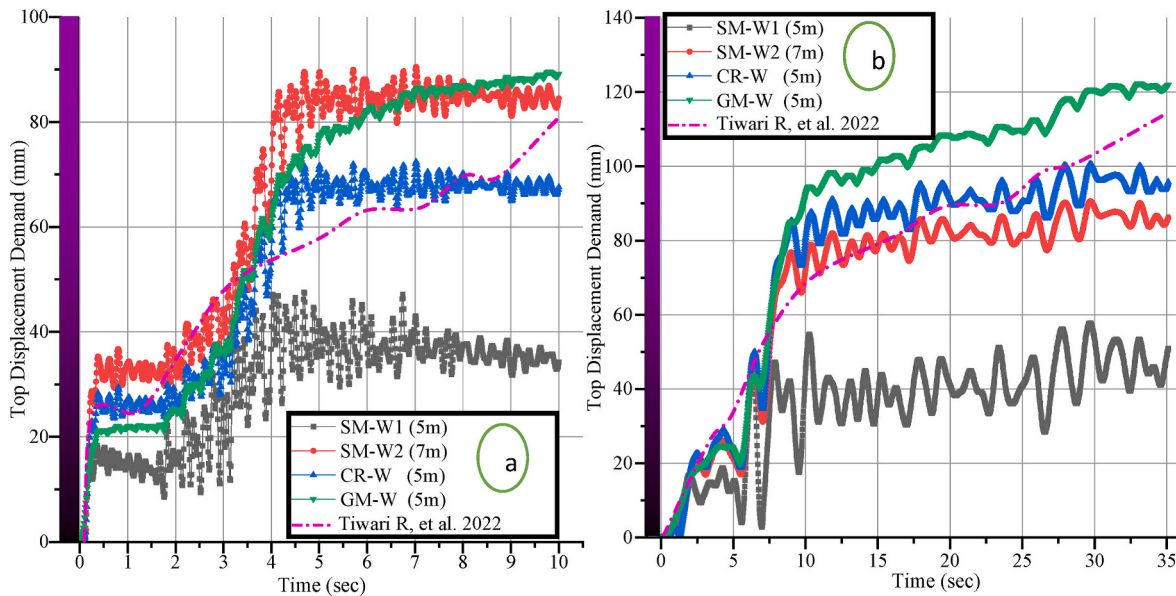 100
80
60
40
20
0
Top Displacement Demand (mm)
SM-W1 (5m)
SM-W2 (7m)
CR-W (5m)
GM-W (5m)
Tiwari R, et al. 2022
a
0 1 2 3 4 5 6 7 8 9 10
Time (sec)
140
120
100
80
60
40
20
0
Top Displacement Demand (mm)
SM-W1 (5m)
SM-W2 (7m)
CR-W (5m)
GM-W (5m)
Tiwari R, et al. 2022
b
0 5 10 15 20 25 30 35
Time (sec)